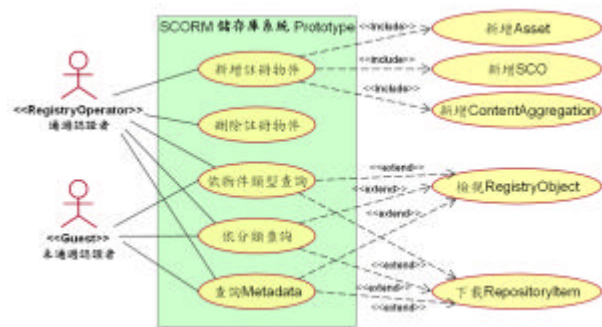 SCORM 儲存庫系統 Prototype
<<RegistryOperator>>
通過認證者
<<Guest>>
未通過認證者
新增註冊物件
刪除註冊物件
依物件類型查詢
依分類查詢
查詢Metadata
<<include>>
<<include>>
<<include>>
<<extend>>
<<extend>>
<<extend>>
<<extend>>
<<extend>>
<<extend>>
新增Asset
新增SCO
新增ContentAggregation
檢視RegistryObject
下載RepositoryItem